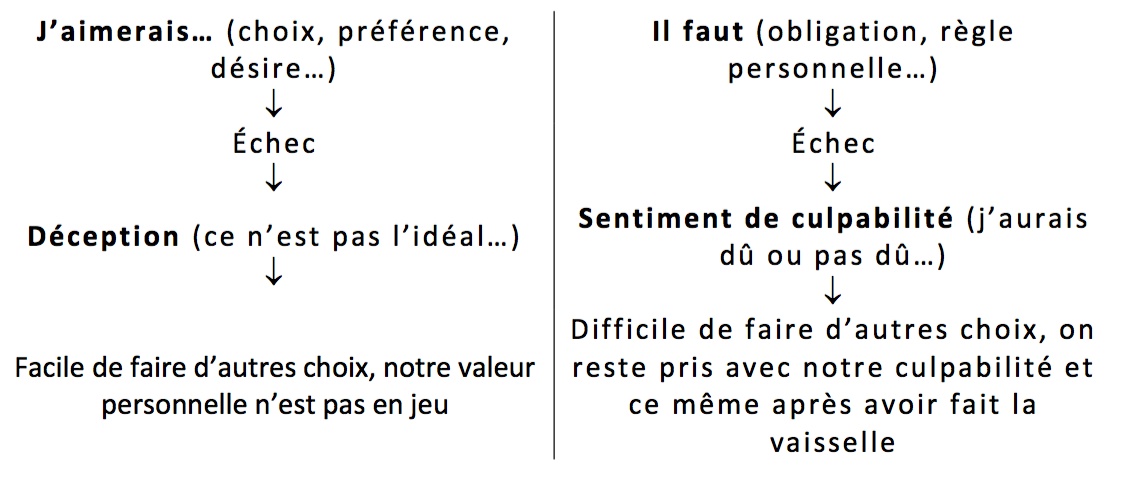 J’aimerais… (choix, préférence,
désire…)
↓
Échec
↓
Déception (ce n’est pas l’idéal…)
↓
Facile de faire d’autres choix, notre valeur
personnelle n’est pas en jeu
Il faut (obligation, règle
personnelle…)
↓
Échec
↓
Sentiment de culpabilité (j’aurais
dû ou pas dû…)
↓
Difficile de faire d’autres choix, on
reste pris avec notre culpabilité et
ce même après avoir fait la
vaisselle